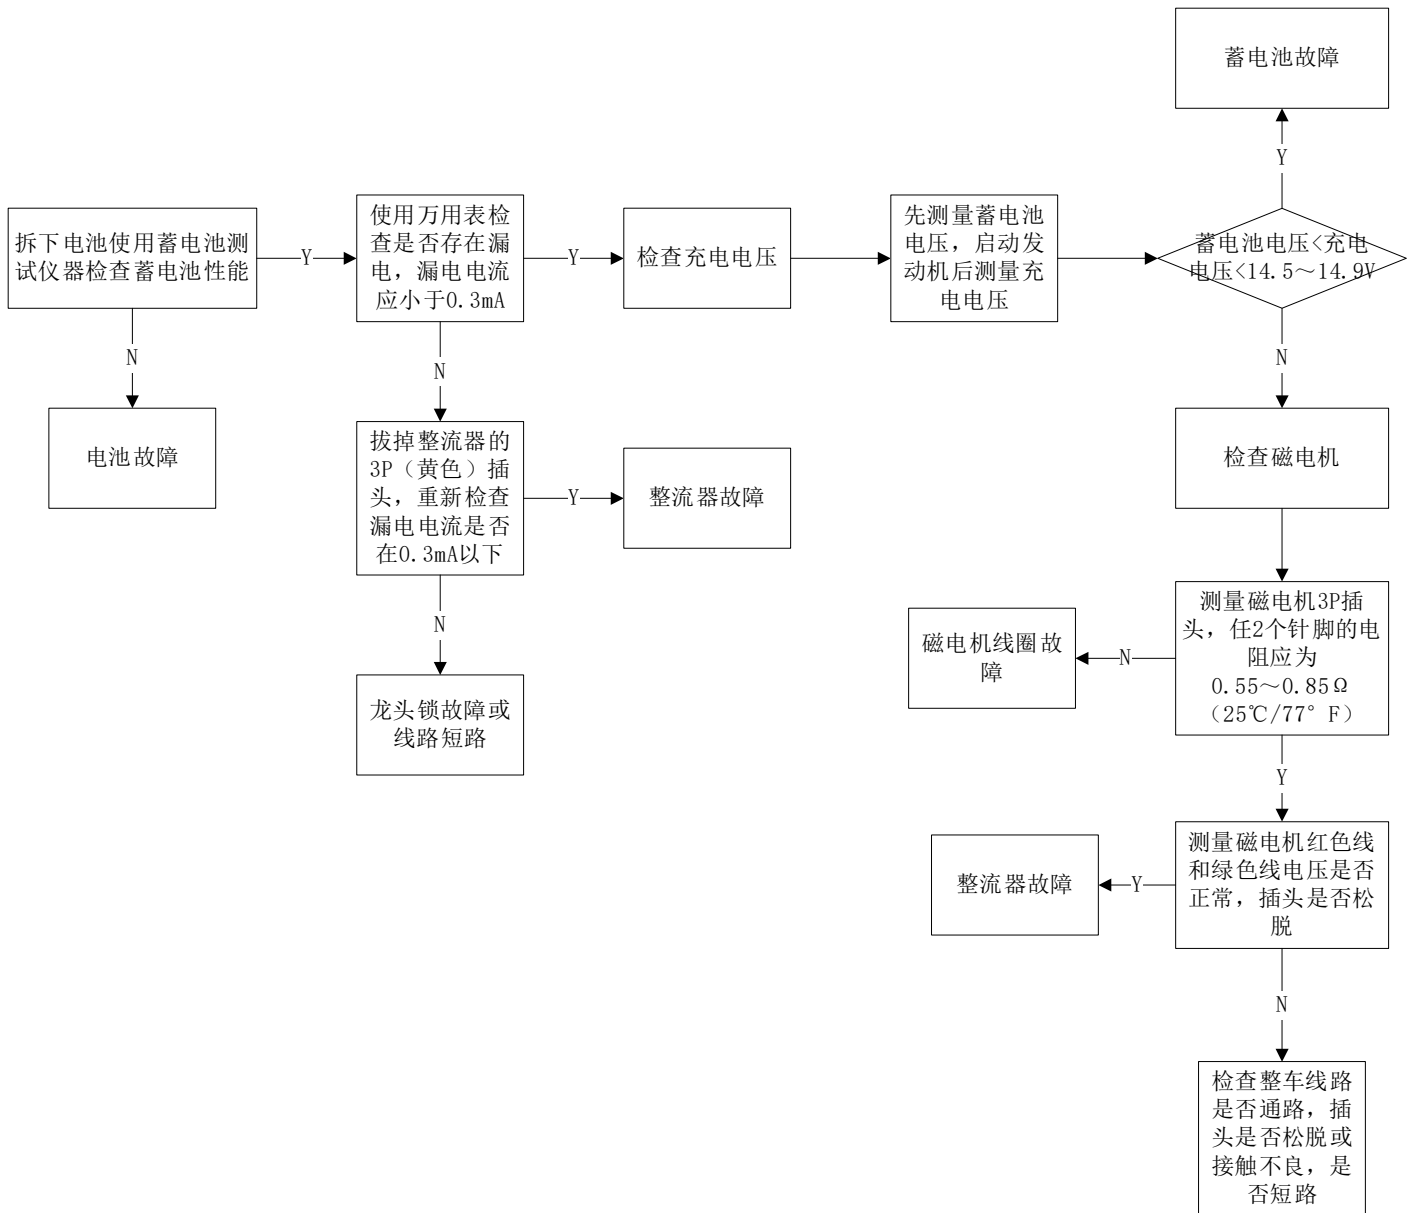 蓄电池故障
Y
拆下电池使用蓄电池测
试仪器检查蓄电池性能
Y
使用万用表检
查是否存在漏
电，漏电电流
应小于0.3mA
Y
检查充电电压
先测量蓄电池
电压，启动发
动机后测量充
电电压
蓄电池电压<充电
电压<14.5～14.9V
N
电池故障
N
拔掉整流器的
3P（黄色）插
头，重新检查
漏电电流是否
在0.3mA以下
Y
整流器故障
N
龙头锁故障或
线路短路
N
检查磁电机
测量磁电机3P插
头，任2个针脚的电
阻应为
0.55～0.85Ω
（25℃/77°F）
N
磁电机线圈故
障
Y
测量磁电机红色线
和绿色线电压是否
正常，插头是否松
脱
Y
整流器故障
N
检查整车线路
是否通路，插
头是否松脱或
接触不良，是
否短路